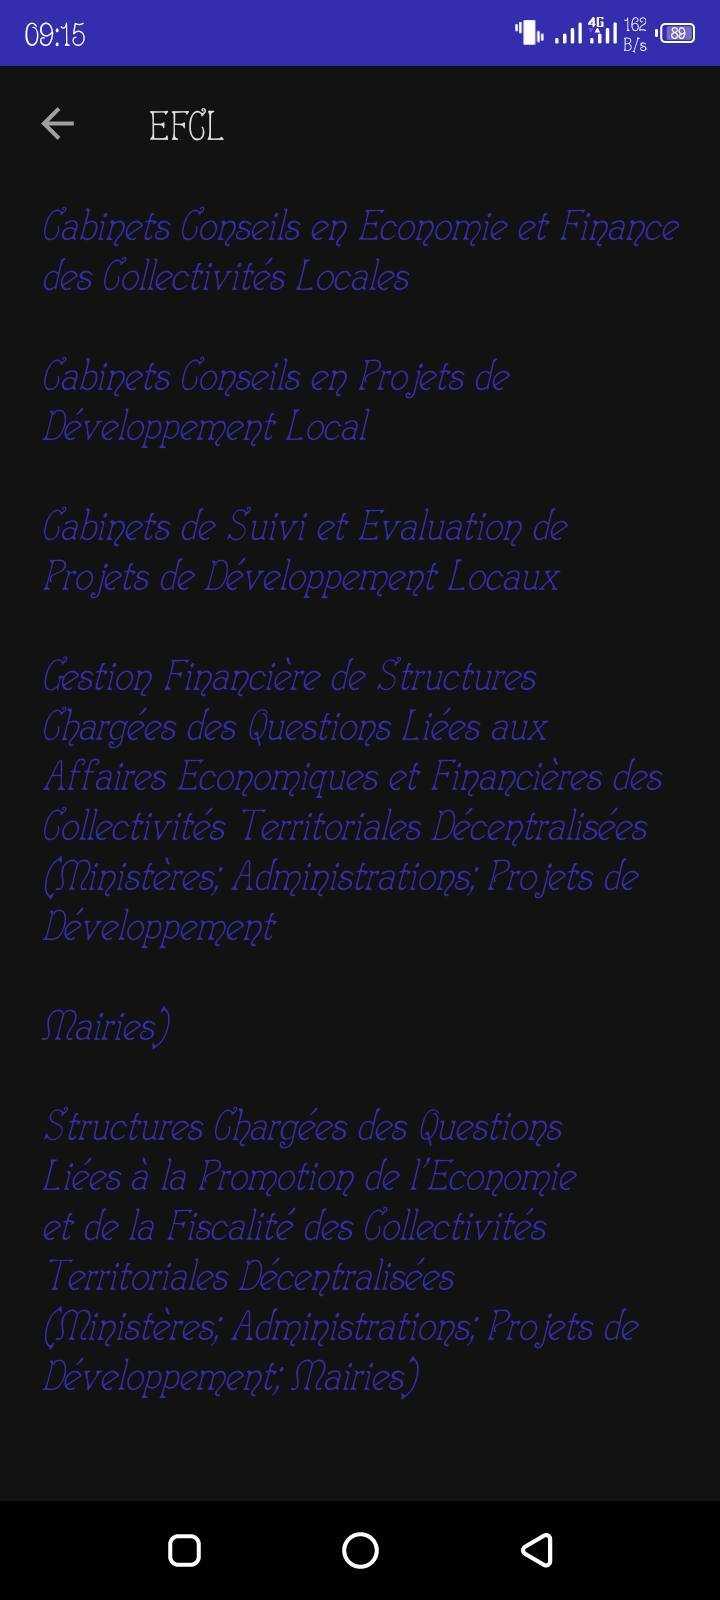 09:15
4G
162
B/s
89
EFCL
Cabinets Conseils en Economie et Finance
des Collectivités Locales
Cabinets Conseils en Projets de
Développement Local
Cabinets de Suivi et Evaluation de
Projets de Développement Locaux
Gestion Financière de Structures
Chargées des Questions Liées aux
Affaires Economiques et Financières des
Collectivités Territoriales Décentralisées
(Ministères; Administrations; Projets de
Développement
Mairies)
Structures Chargées des Questions
Liées à la Promotion de l'Economie
et de la Fiscalité des Collectivités
Territoriales Décentralisées
(Ministères; Administrations; Projets de
Développement; Mairies)